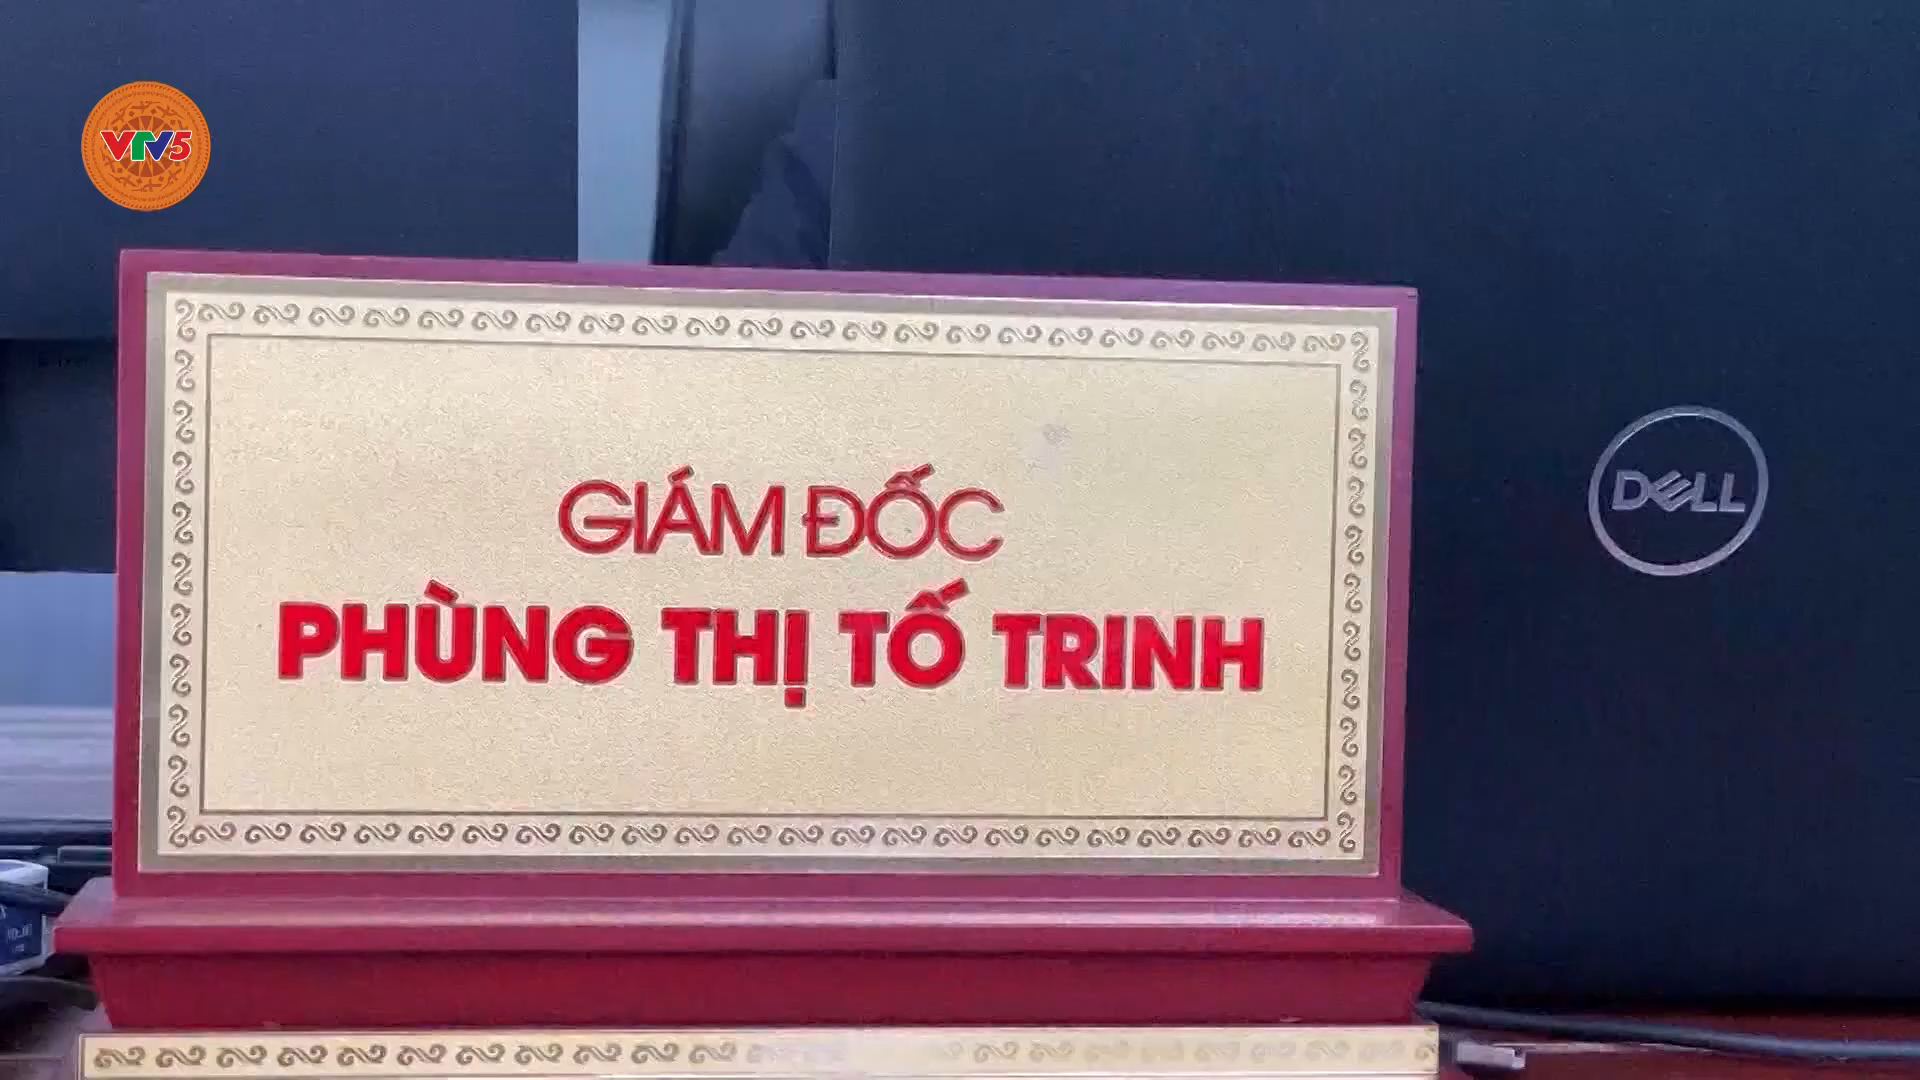 VTV5
GIÁM ĐỐC
PHÙNG THỊ TỐ TRINH
DELL